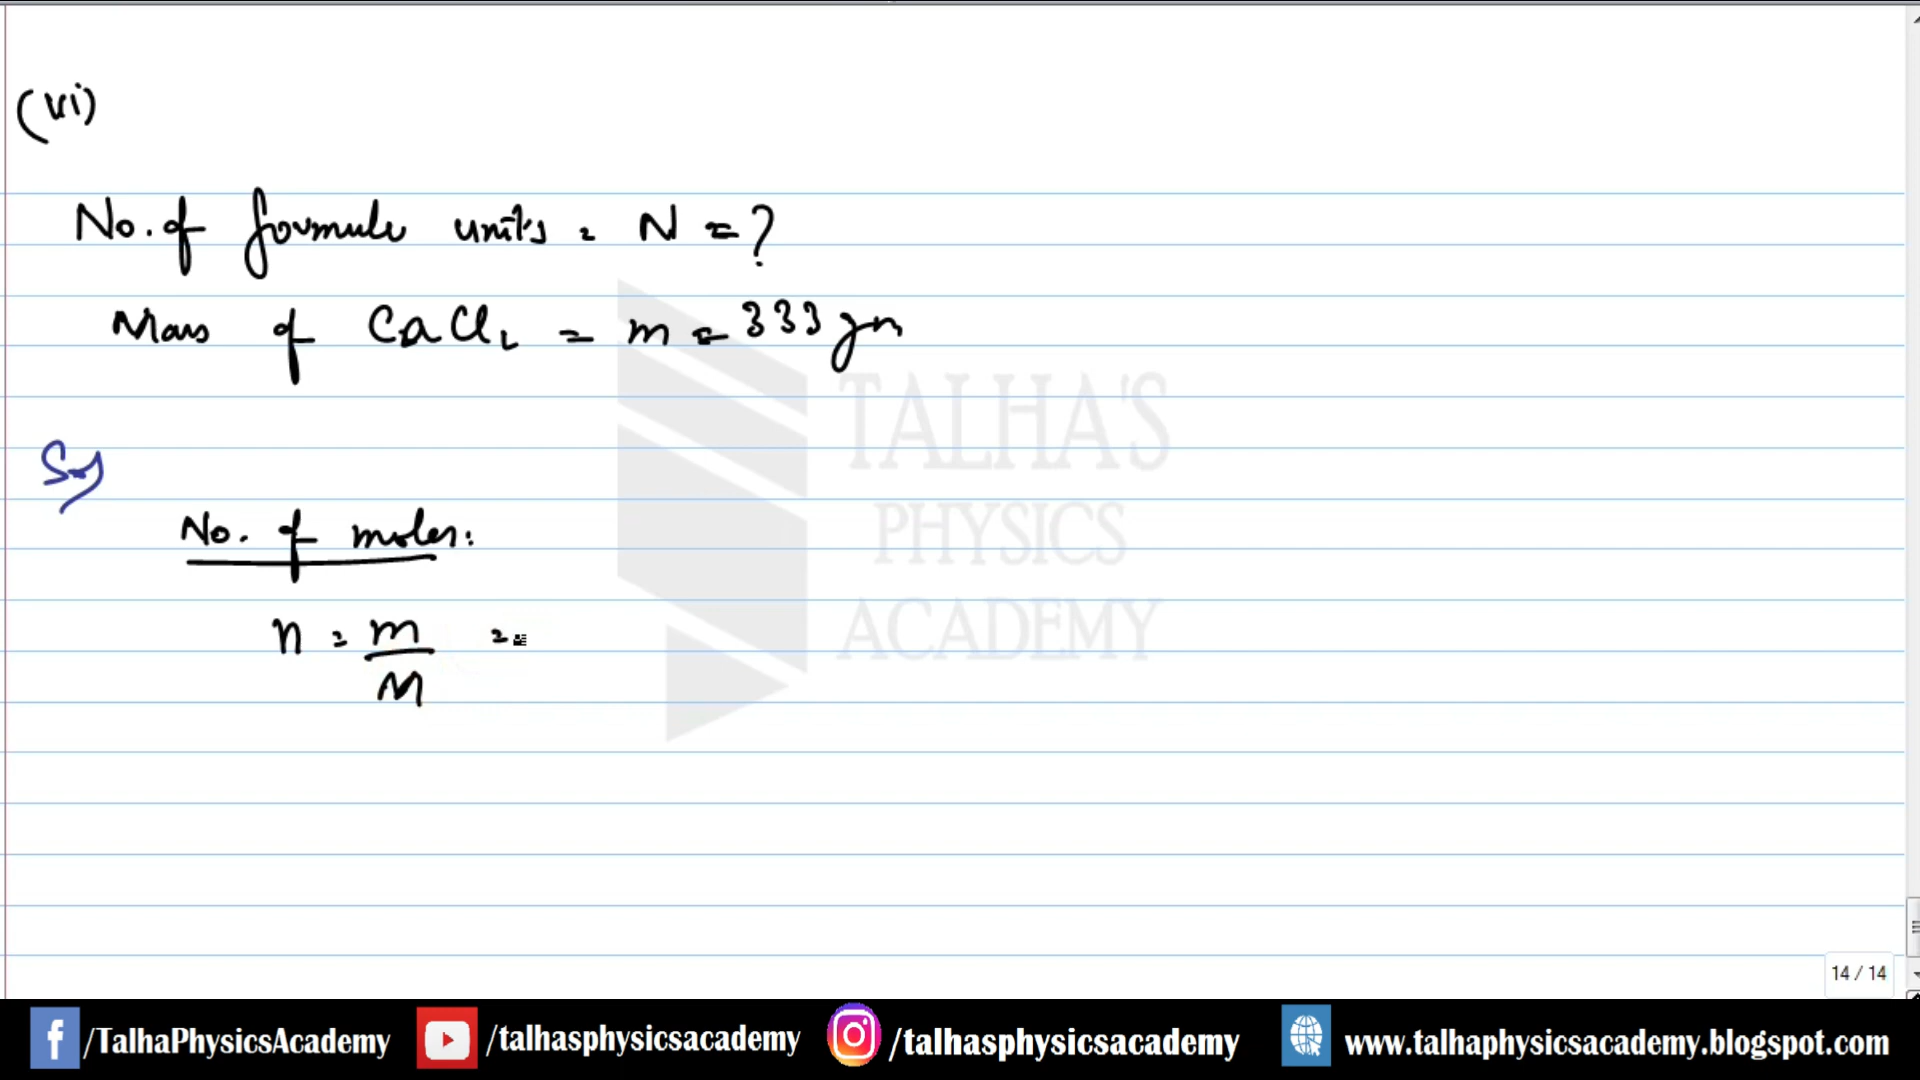 (vi)
No. of formule units = N = ?
Mass of CaCl2 = m = 333 gm
Sol
No. of moles:
n = m/M =
TALHA'S
PHYSICS
ACADEMY
14 / 14
/TalhaPhysicsAcademy
/talhasphysicsacademy
/talhasphysicsacademy
www.talhaphysicsacademy.blogspot.com